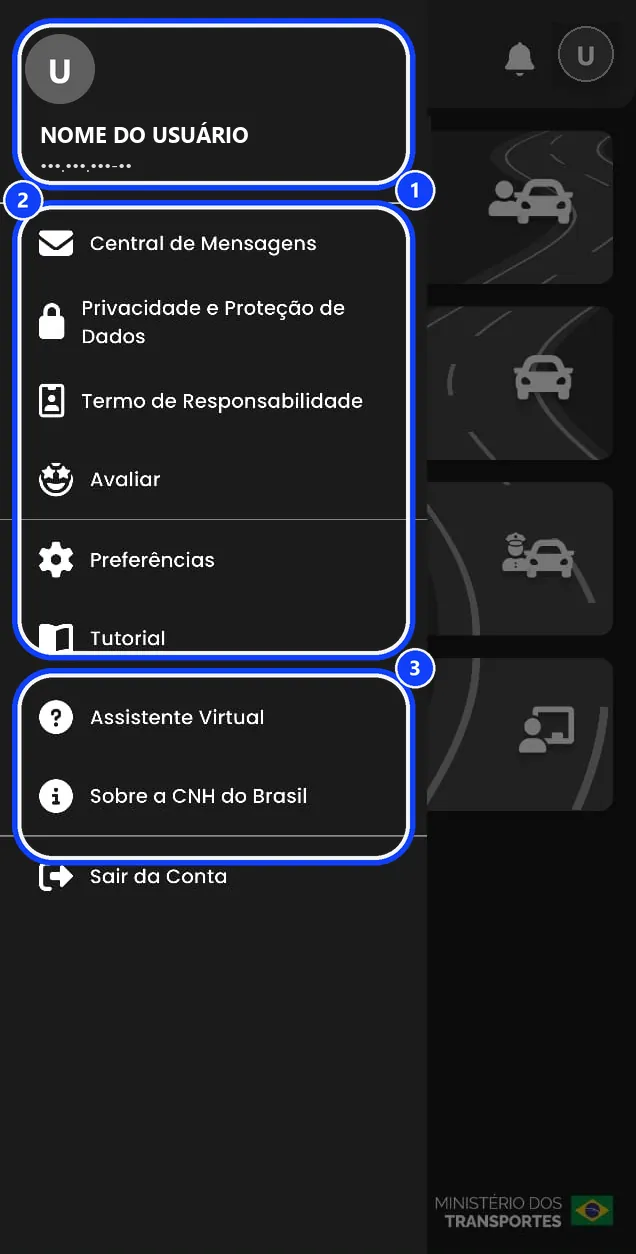 U
NOME DO USUÁRIO
•••.•••.•••-••
1
2
Central de Mensagens
Privacidade e Proteção de
Dados
Termo de Responsabilidade
Avaliar
Preferências
Tutorial
3
Assistente Virtual
Sobre a CNH do Brasil
Sair da Conta
U
MINISTÉRIO DOS
TRANSPORTES